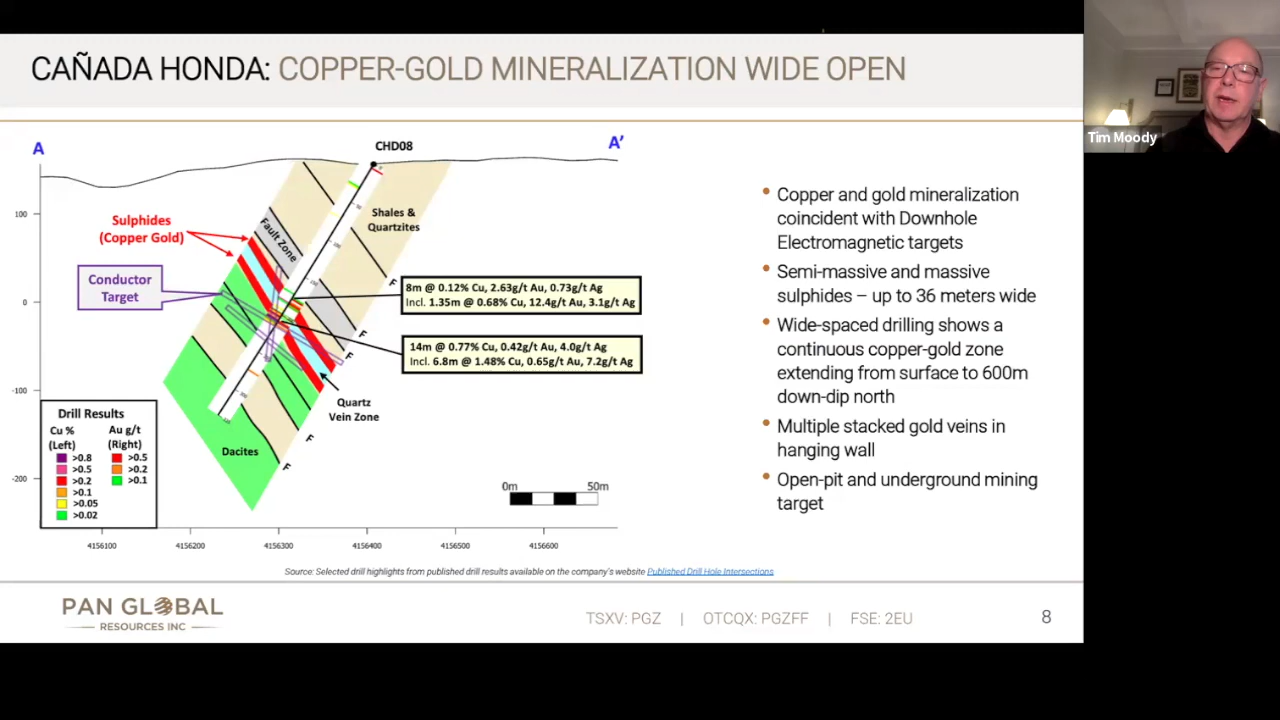 CAÑADA HONDA: COPPER-GOLD MINERALIZATION WIDE OPEN
Tim Moody
A
CHD08
A’
Sulphides
(Copper Gold)
Fault Zone
Shales &
Quartzites
Conductor
Target
8m @ 0.12% Cu, 2.63g/t Au, 0.73g/t Ag
Incl. 1.35m @ 0.68% Cu, 12.4g/t Au, 3.1g/t Ag
14m @ 0.77% Cu, 0.42g/t Au, 4.0g/t Ag
Incl. 6.8m @ 1.48% Cu, 0.65g/t Au, 7.2g/t Ag
F
F
F
F
F
Quartz
Vein Zone
Dacites
100
0
-100
-200
Drill Results
Cu %
(Left)
Au g/t
(Right)
>0.8
>0.5
>0.2
>0.1
>0.05
>0.02
>0.5
>0.2
>0.1
0m
50m
4156100
4156200
4156300
4156400
4156500
4156600
• Copper and gold mineralization
coincident with Downhole
Electromagnetic targets
• Semi-massive and massive
sulphides – up to 36 meters wide
• Wide-spaced drilling shows a
continuous copper-gold zone
extending from surface to 600m
down-dip north
• Multiple stacked gold veins in
hanging wall
• Open-pit and underground mining
target
Source: Selected drill highlights from published drill results available on the company's website Published Drill Hole Intersections
PAN GLOBAL
RESOURCES INC
TSXV: PGZ | OTCQX: PGZFF | FSE: 2EU
8